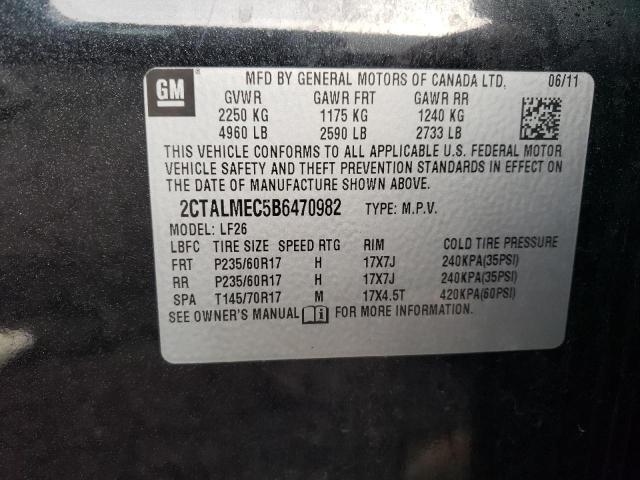 GM
MFD BY GENERAL MOTORS OF CANADA LTD, 06/11
GVWR GAWR FRT GAWR RR
2250 KG 1175 KG 1240 KG
4960 LB 2590 LB 2733 LB
THIS VEHICLE CONFORMS TO ALL APPLICABLE U.S. FEDERAL MOTOR
VEHICLE SAFETY AND THEFT PREVENTION STANDARDS IN EFFECT ON
THE DATE OF MANUFACTURE SHOWN ABOVE.
2CTALMEC5B6470982 TYPE: M.P.V.
MODEL: LF26
LBFC TIRE SIZE SPEED RTG RIM COLD TIRE PRESSURE
FRT P235/60R17 H 17X7J 240KPA(35PSI)
RR P235/60R17 H 17X7J 240KPA(35PSI)
SPA T145/70R17 M 17X4.5T 420KPA(60PSI)
SEE OWNER'S MANUAL i FOR MORE INFORMATION.